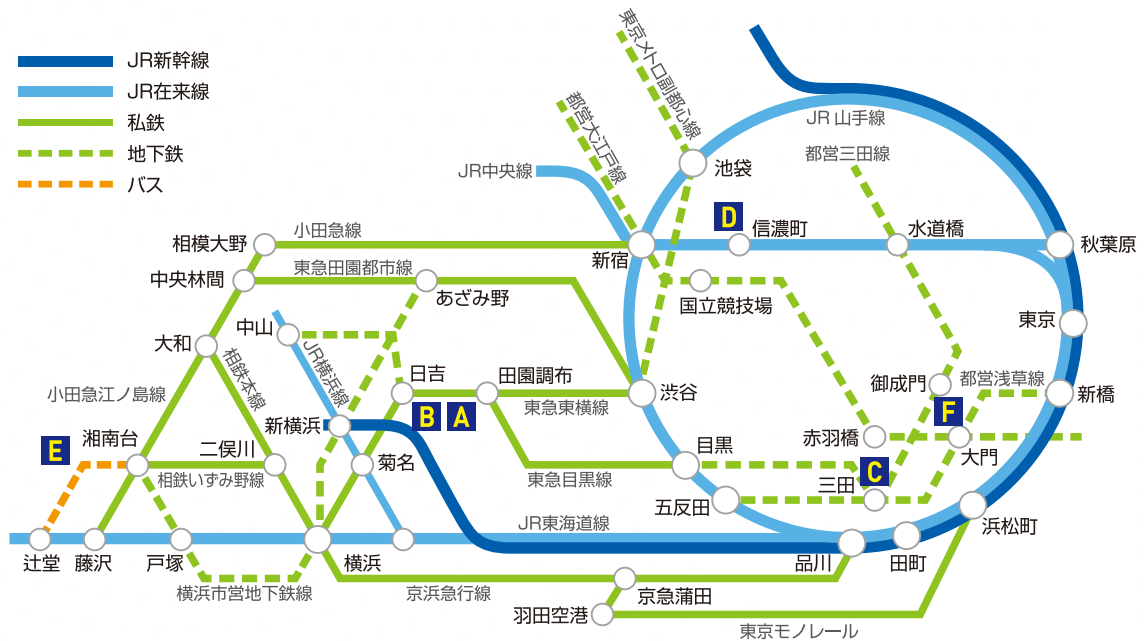 JR新幹線
JR在来線
私鉄
地下鉄
バス
東京メトロ副都心線
都営大江戸線
JR中央線
JR山手線
都営三田線
池袋
D
信濃町
水道橋
秋葉原
相模大野
小田急線
新宿
中央林間
東急田園都市線
あざみ野
国立競技場
東京
中山
大和
相鉄本線
JR横浜線
日吉
田園調布
渋谷
御成門
都営浅草線
新橋
小田急江ノ島線
東急東横線
B
A
F
新横浜
赤羽橋
大門
湘南台
E
二俣川
菊名
目黒
C
三田
相鉄いずみ野線
東急目黒線
五反田
浜松町
JR東海道線
辻堂
藤沢
戸塚
横浜
品川
田町
横浜市営地下鉄線
京浜急行線
京急蒲田
羽田空港
東京モノレール